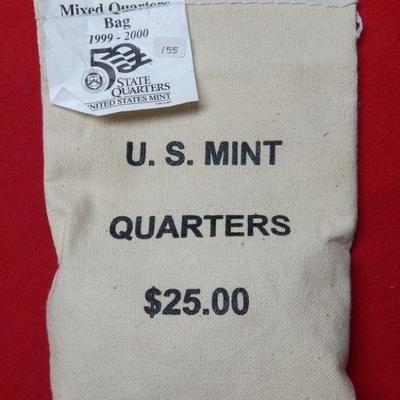 Mixed Quarters
Bag
1999 - 2000
50
STATE
QUARTERS
UNITED STATES MINT
155
U. S. MINT
QUARTERS
$25.00